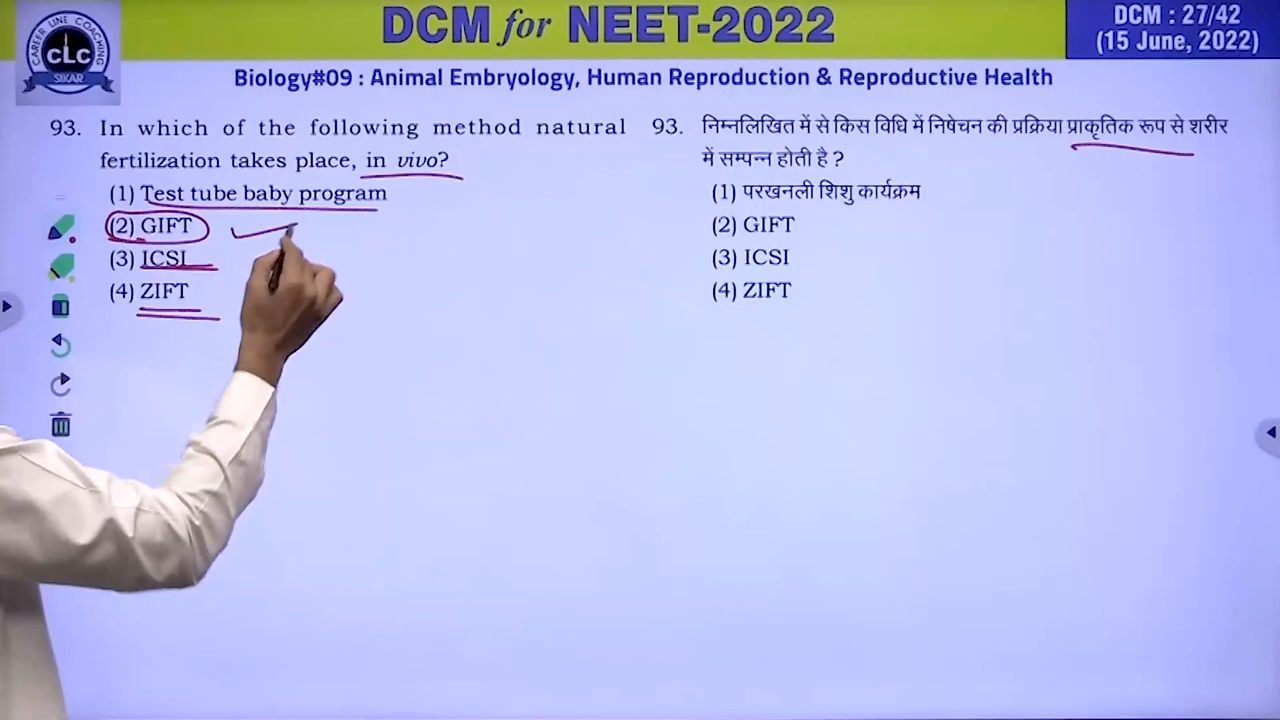 DCM for NEET-2022
DCM : 27/42
(15 June, 2022)
CAREER LINE COACHING
CLC
SIKAR
Biology#09 : Animal Embryology, Human Reproduction & Reproductive Health
93. In which of the following method natural
fertilization takes place, in vivo?
(1) Test tube baby program
(2) GIFT
(3) ICSI
(4) ZIFT
93. निम्नलिखित में से किस विधि में निषेचन की प्रक्रिया प्राकृतिक रूप से शरीर
में सम्पन्न होती है ?
(1) परखनली शिशु कार्यक्रम
(2) GIFT
(3) ICSI
(4) ZIFT